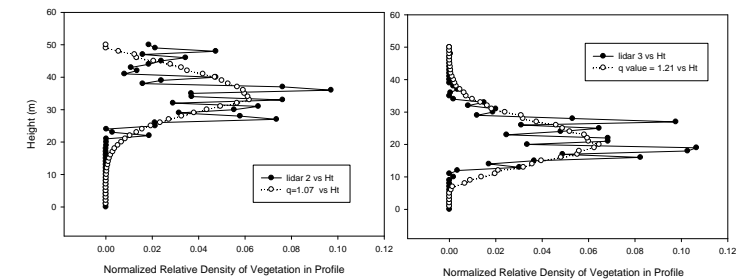 60
50
40
30
20
10
0
Height (m)
lidar 2 vs Ht
q=1.07 vs Ht
0.00 0.02 0.04 0.06 0.08 0.10 0.12
Normalized Relative Density of Vegetation in Profile
60
50
40
30
20
10
0
lidar 3 vs Ht
q value = 1.21 vs Ht
0.00 0.02 0.04 0.06 0.08 0.10 0.12
Normalized Relative Density of Vegetation in Profile